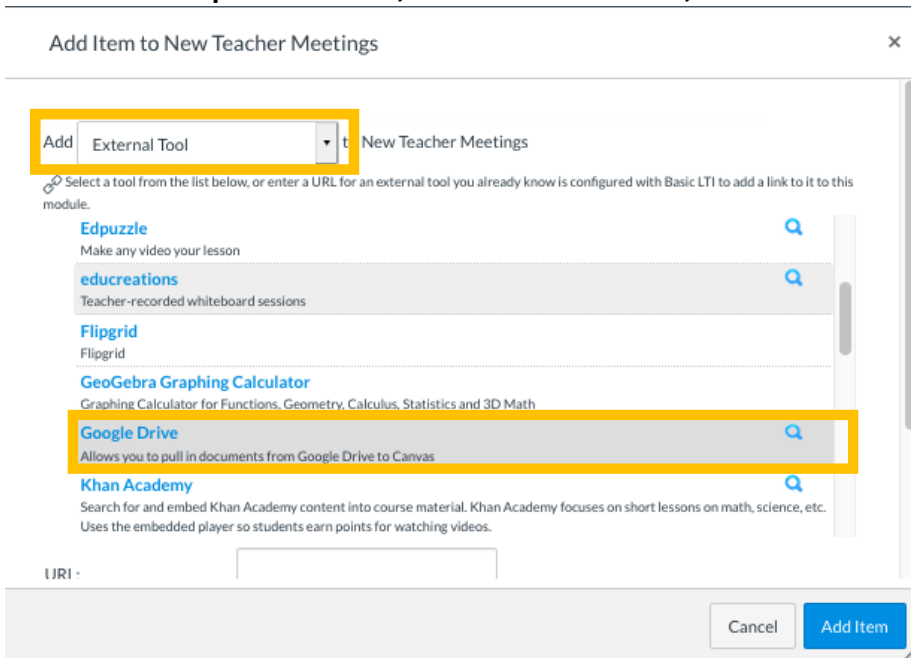 Add Item to New Teacher Meetings
×
Add External Tool t New Teacher Meetings
Select a tool from the list below, or enter a URL for an external tool you already know is configured with Basic LTI to add a link to it to this
module.
Edpuzzle
Make any video your lesson
educreations
Teacher-recorded whiteboard sessions
Flipgrid
Flipgrid
GeoGebra Graphing Calculator
Graphing Calculator for Functions, Geometry, Calculus, Statistics and 3D Math
Google Drive
Allows you to pull in documents from Google Drive to Canvas
Khan Academy
Search for and embed Khan Academy content into course material. Khan Academy focuses on short lessons on math, science, etc.
Uses the embedded player so students earn points for watching videos.
URL:
Cancel
Add Item